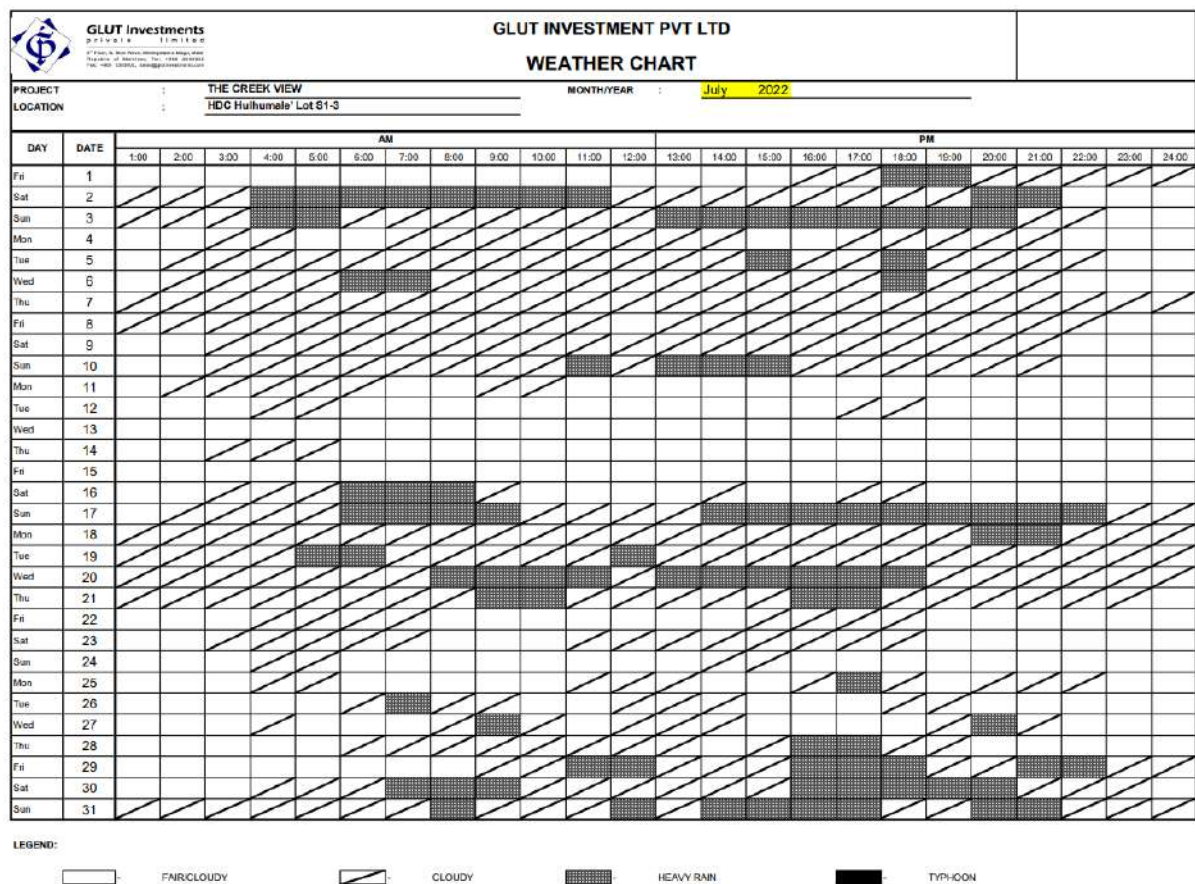 GLUT Investments
private limited
GLUT INVESTMENT PVT LTD
WEATHER CHART
PROJECT : THE CREEK VIEW MONTH/YEAR : July 2022
LOCATION : HDC Hulhumale' Lot S1-3
DAY DATE AM PM
1:00 2:00 3:00 4:00 5:00 6:00 7:00 8:00 9:00 10:00 11:00 12:00 13:00 14:00 15:00 16:00 17:00 18:00 19:00 20:00 21:00 22:00 23:00 24:00
Fri 1
Sat 2
Sun 3
Mon 4
Tue 5
Wed 6
Thu 7
Fri 8
Sat 9
Sun 10
Mon 11
Tue 12
Wed 13
Thu 14
Fri 15
Sat 16
Sun 17
Mon 18
Tue 19
Wed 20
Thu 21
Fri 22
Sat 23
Sun 24
Mon 25
Tue 26
Wed 27
Thu 28
Fri 29
Sat 30
Sun 31
LEGEND:
- FAIR/CLOUDY - CLOUDY - HEAVY RAIN - TYPHOON